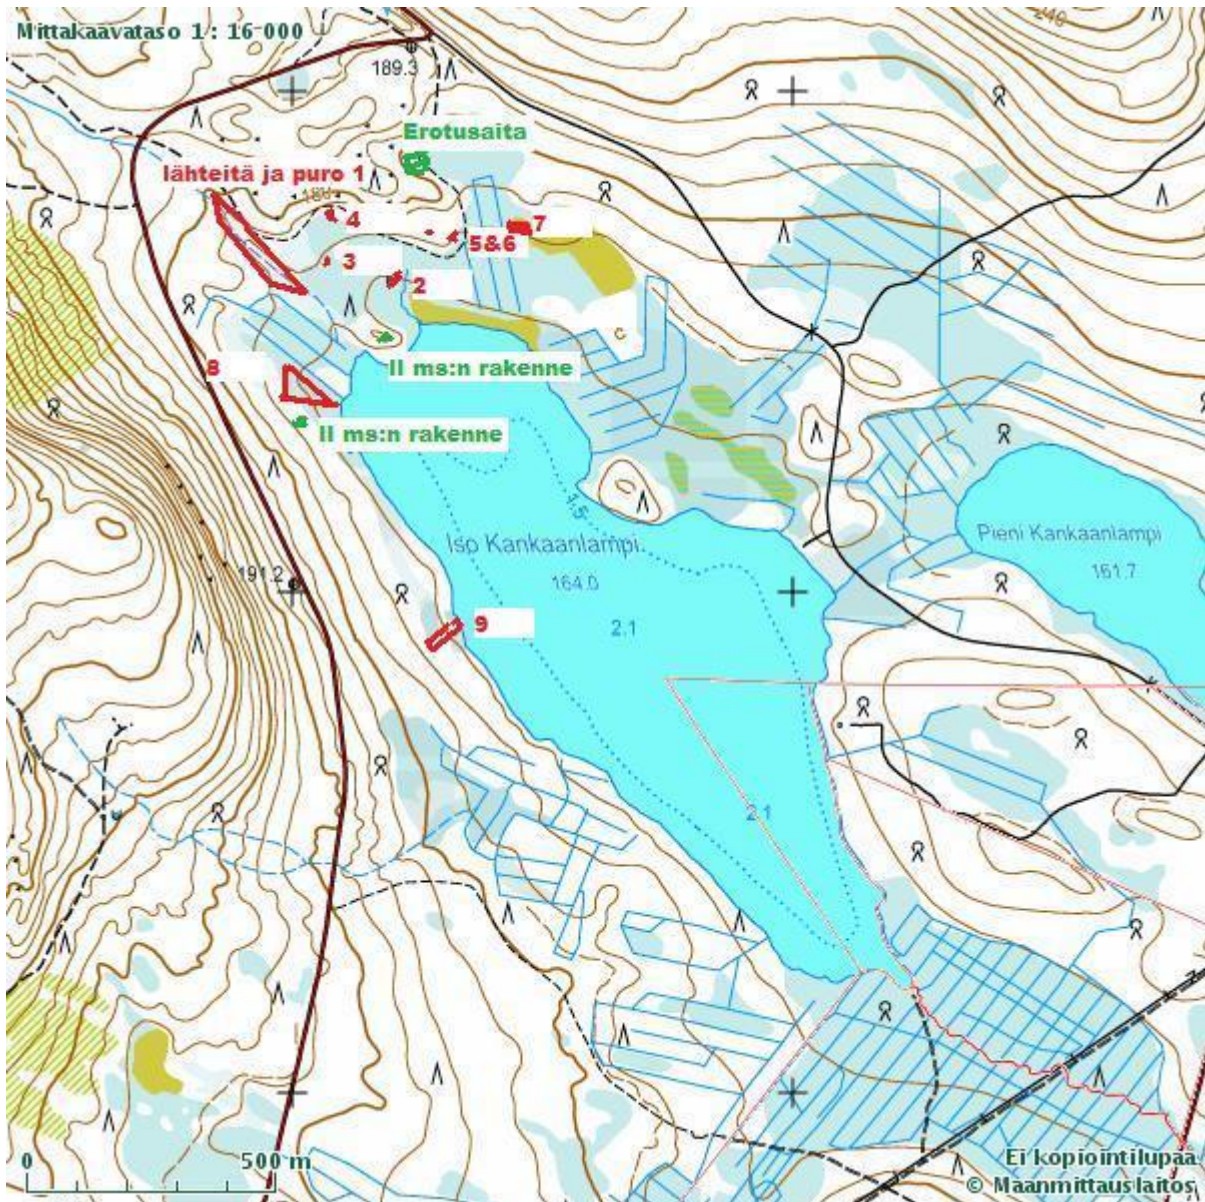 Mittakaavataso 1 : 16 000
240
189.3
Erotusaita
lähteitä ja puro 1
180
4
7
5&6
3
2
II ms:n rakenne
8
II ms:n rakenne
1.5
Iso Kankaanlampi
164.0
Pieni Kankaanlampi
161.7
191.2
9
2.1
2.1
0
500 m
Ei kopiointilupaa
© Maanmittauslaitos